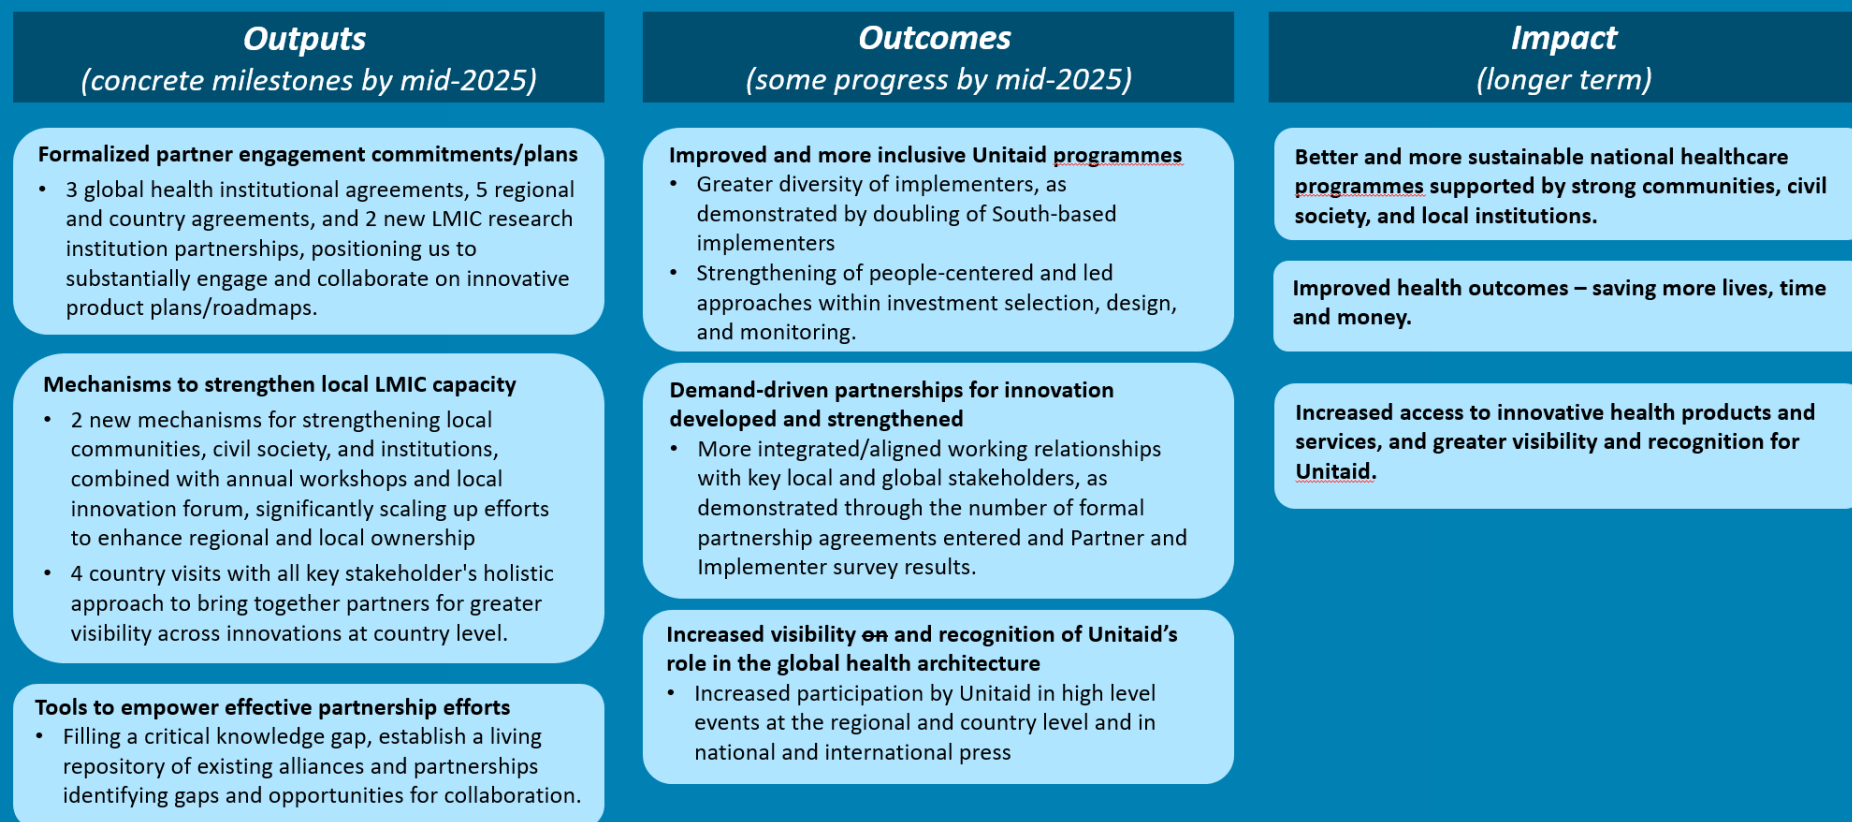 Outputs
(concrete milestones by mid-2025)
Formalized partner engagement commitments/plans
• 3 global health institutional agreements, 5 regional
and country agreements, and 2 new LMIC research
institution partnerships, positioning us to
substantially engage and collaborate on innovative
product plans/roadmaps.
Mechanisms to strengthen local LMIC capacity
• 2 new mechanisms for strengthening local
communities, civil society, and institutions,
combined with annual workshops and local
innovation forum, significantly scaling up efforts
to enhance regional and local ownership
• 4 country visits with all key stakeholder's holistic
approach to bring together partners for greater
visibility across innovations at country level.
Tools to empower effective partnership efforts
• Filling a critical knowledge gap, establish a living
repository of existing alliances and partnerships
identifying gaps and opportunities for collaboration.
Outcomes
(some progress by mid-2025)
Improved and more inclusive Unitaid programmes
• Greater diversity of implementers, as
demonstrated by doubling of South-based
implementers
• Strengthening of people-centered and led
approaches within investment selection, design,
and monitoring.
Demand-driven partnerships for innovation
developed and strengthened
• More integrated/aligned working relationships
with key local and global stakeholders, as
demonstrated through the number of formal
partnership agreements entered and Partner and
Implementer survey results.
Increased visibility on and recognition of Unitaid’s
role in the global health architecture
• Increased participation by Unitaid in high level
events at the regional and country level and in
national and international press
Impact
(longer term)
Better and more sustainable national healthcare
programmes supported by strong communities, civil
society, and local institutions.
Improved health outcomes – saving more lives, time
and money.
Increased access to innovative health products and
services, and greater visibility and recognition for
Unitaid.